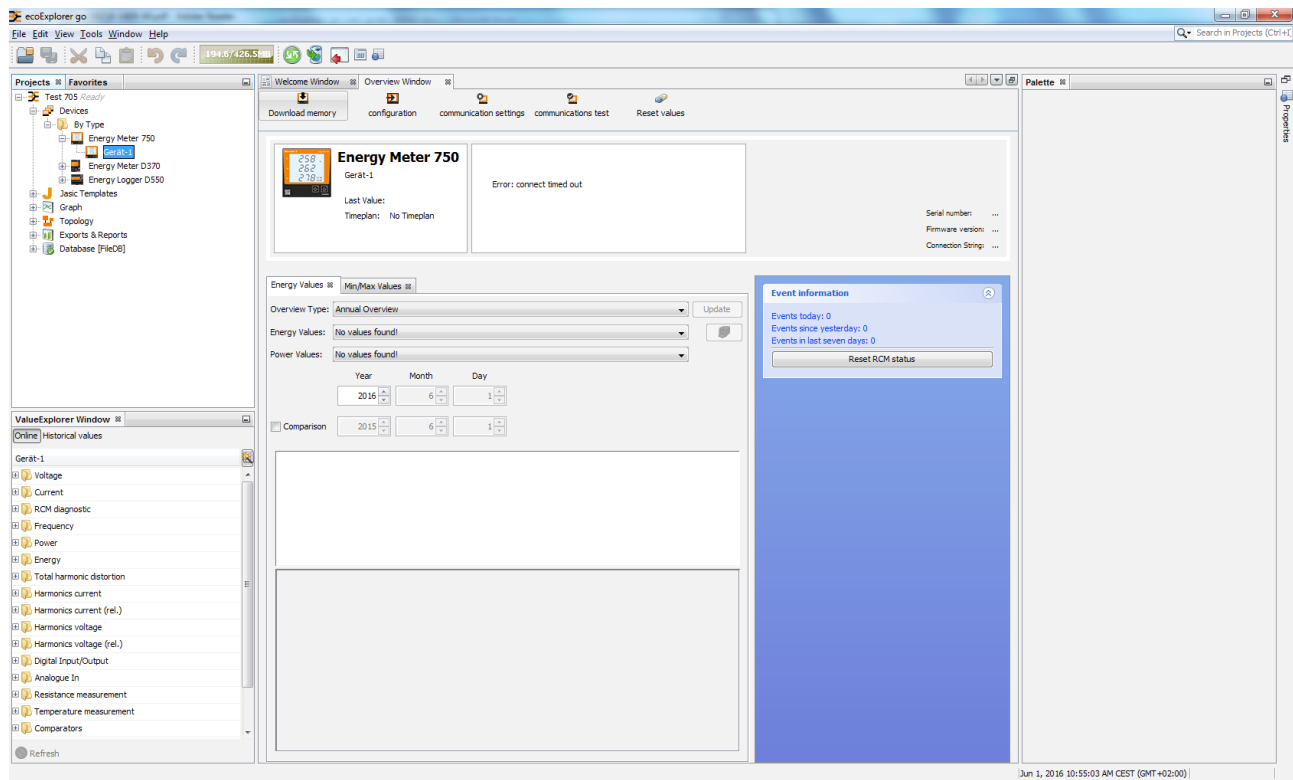 ecoExplorer go
File Edit View Tools Window Help
Search in Projects (Ctrl+I)
194.6/426.5MB
Projects Favorites
Test 705 Ready
Devices
By Type
Energy Meter 750
Gerät-1
Energy Meter D370
Energy Logger D550
Jasic Templates
Graph
Topology
Exports & Reports
Database [FileDB]
ValueExplorer Window
Online Historical values
Gerät-1
Voltage
Current
RCM diagnostic
Frequency
Power
Energy
Total harmonic distortion
Harmonics current
Harmonics current (rel.)
Harmonics voltage
Harmonics voltage (rel.)
Digital Input/Output
Analogue In
Resistance measurement
Temperature measurement
Comparators
Refresh
Welcome Window Overview Window
Download memory configuration communication settings communications test Reset values
258
262
278
Energy Meter 750
Gerät-1
Last Value:
Timeplan: No Timeplan
Error: connect timed out
Serial number: ...
Firmware version: ...
Connection String: ...
Energy Values Min/Max Values
Overview Type: Annual Overview Update
Energy Values: No values found!
Power Values: No values found!
Year Month Day
2016 6 1
Comparison 2015 6 1
Event information
Events today: 0
Events since yesterday: 0
Events in last seven days: 0
Reset RCM status
Palette
Properties
Jun 1, 2016 10:55:03 AM CEST (GMT+02:00)